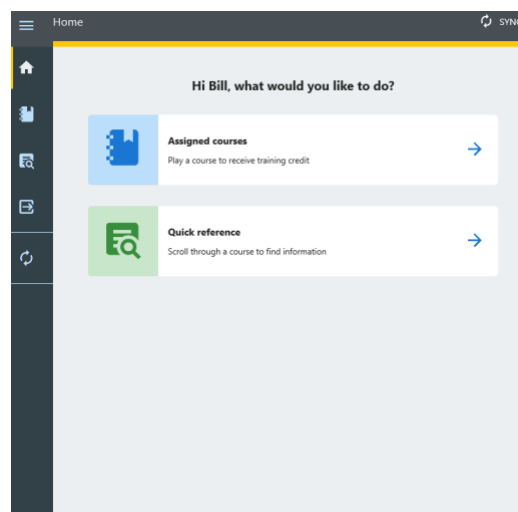 Home
SYNC
Hi Bill, what would you like to do?
Assigned courses
Play a course to receive training credit
Quick reference
Scroll through a course to find information